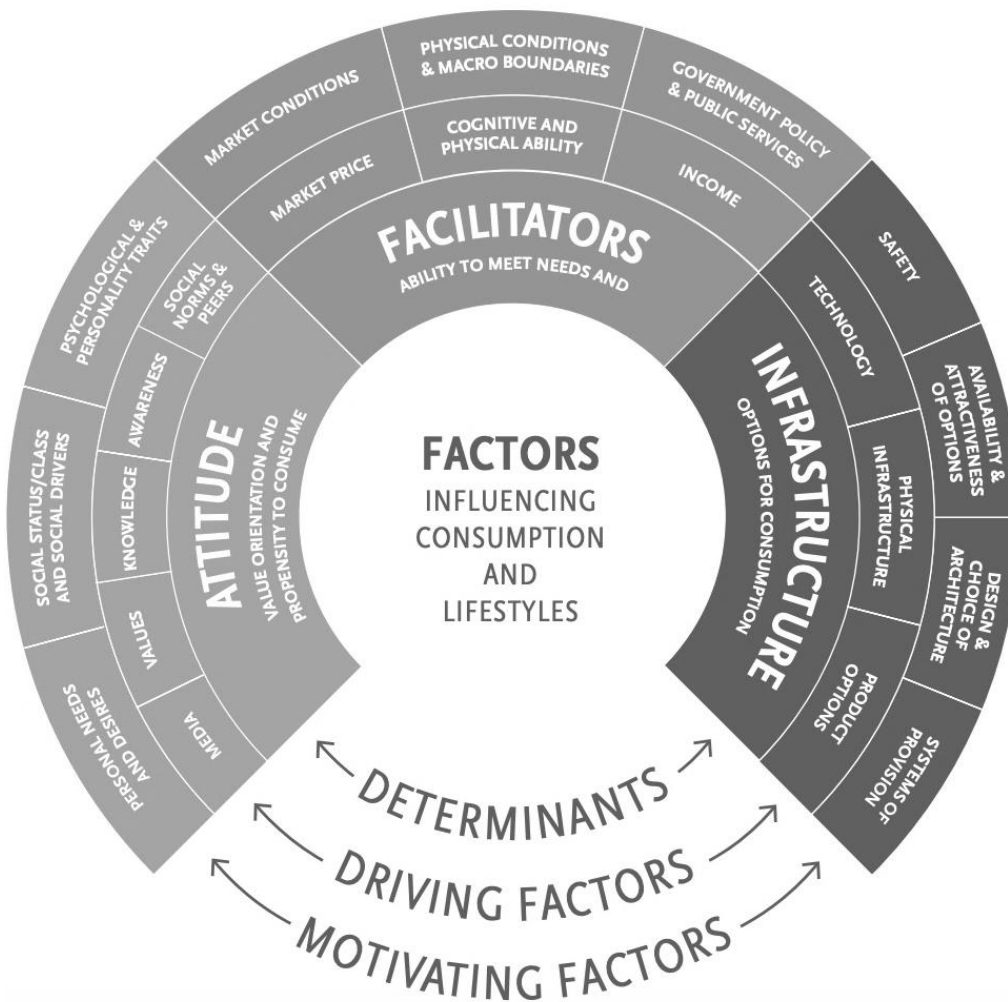 FACTORS
INFLUENCING
CONSUMPTION
AND
LIFESTYLES
ATTITUDE
VALUE ORIENTATION AND
PROPENSITY TO CONSUME
MEDIA
VALUES
KNOWLEDGE
AWARENESS
SOCIAL
NORMS &
PEERS
PERSONAL NEEDS
AND DESIRES
SOCIAL STATUS/CLASS
AND SOCIAL DRIVERS
PSYCHOLOGICAL &
PERSONALITY TRAITS
FACILITATORS
ABILITY TO MEET NEEDS AND
MARKET PRICE
COGNITIVE AND
PHYSICAL ABILITY
INCOME
MARKET CONDITIONS
PHYSICAL CONDITIONS
& MACRO BOUNDARIES
GOVERNMENT POLICY
& PUBLIC SERVICES
INFRASTRUCTURE
OPTIONS FOR CONSUMPTION
TECHNOLOGY
PHYSICAL
INFRASTRUCTURE
PRODUCT
OPTIONS
SAFETY
AVAILABILITY &
ATTRACTIVENESS
OF OPTIONS
DESIGN &
CHOICE OF
ARCHITECTURE
SYSTEMS OF
PROVISION
DETERMINANTS
DRIVING FACTORS
MOTIVATING FACTORS